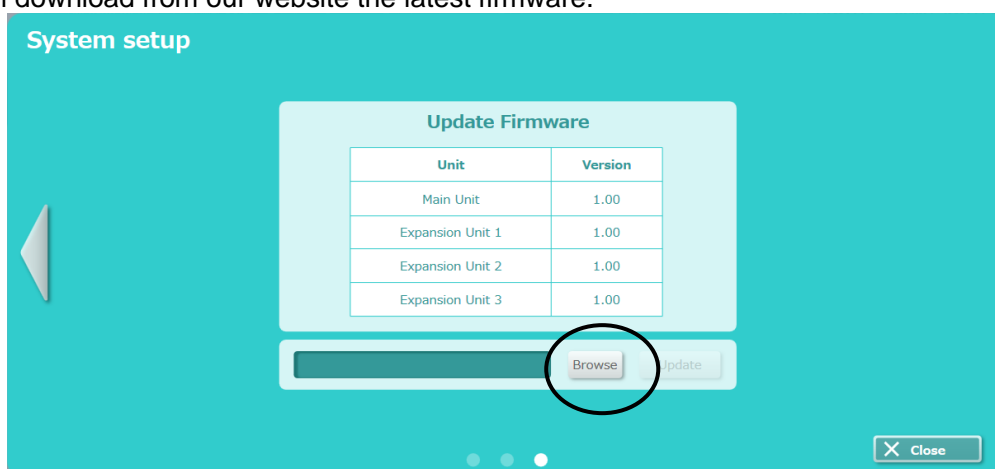 download from our website the latest firmware.
System setup
Update Firmware
Unit Version
Main Unit 1.00
Expansion Unit 1 1.00
Expansion Unit 2 1.00
Expansion Unit 3 1.00
Browse Update
Close